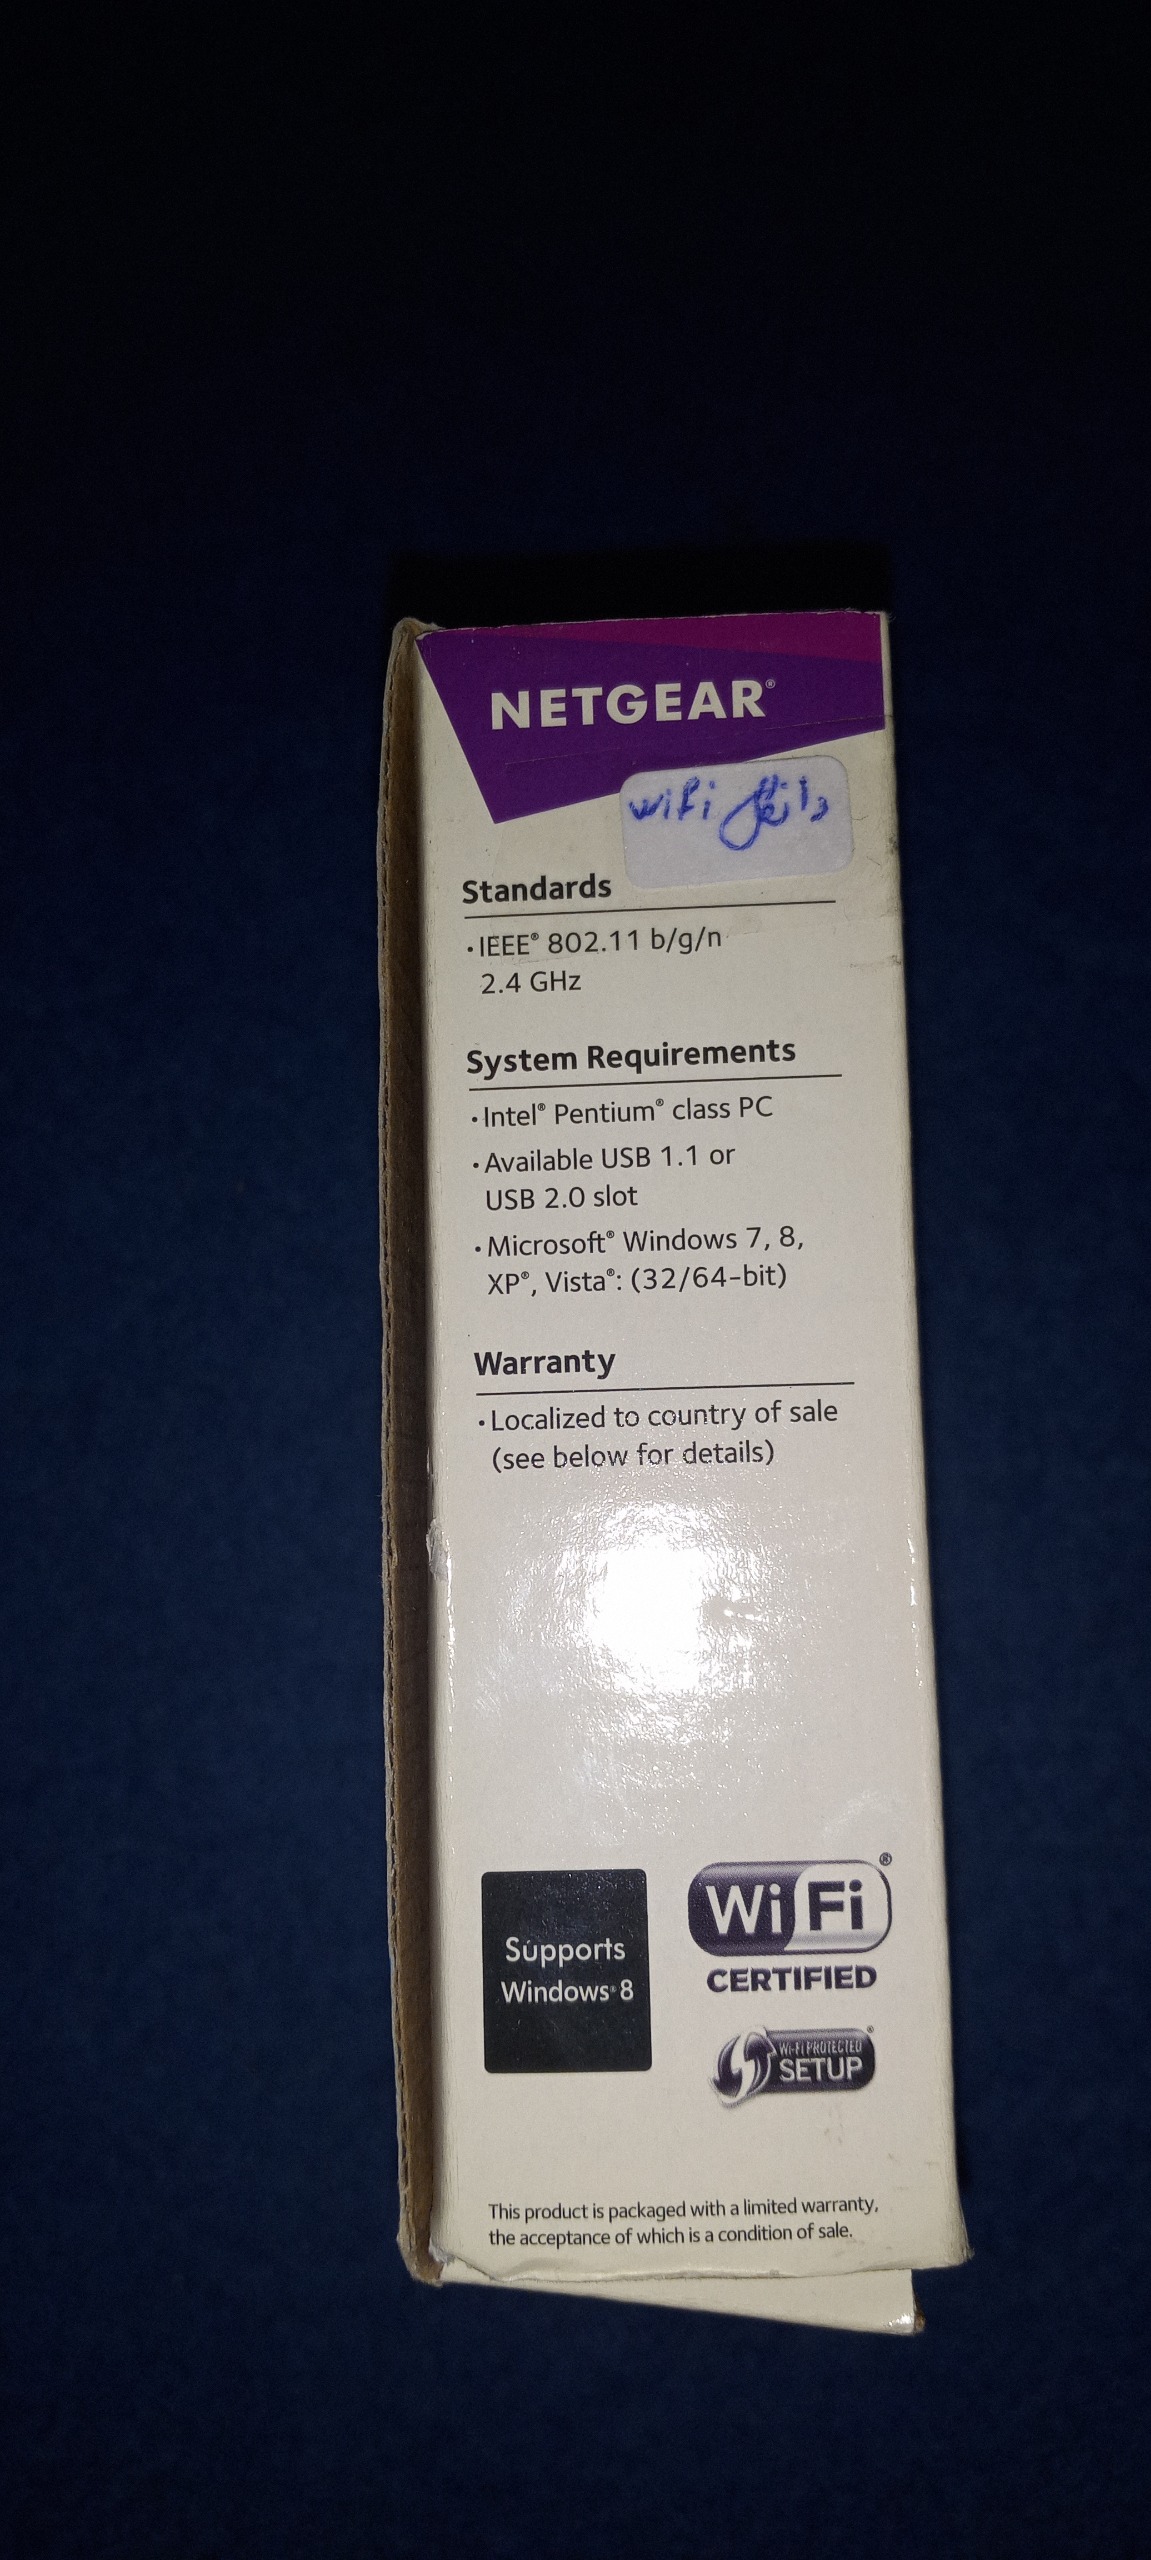 NETGEAR®
wifi دانگل
Standards
• IEEE® 802.11 b/g/n
2.4 GHz
System Requirements
• Intel® Pentium® class PC
• Available USB 1.1 or
USB 2.0 slot
• Microsoft® Windows 7, 8,
XP®, Vista®: (32/64-bit)
Warranty
• Localized to country of sale
(see below for details)
Supports
Windows® 8
WiFi®
CERTIFIED
WI-FI PROTECTED®
SETUP
This product is packaged with a limited warranty,
the acceptance of which is a condition of sale.